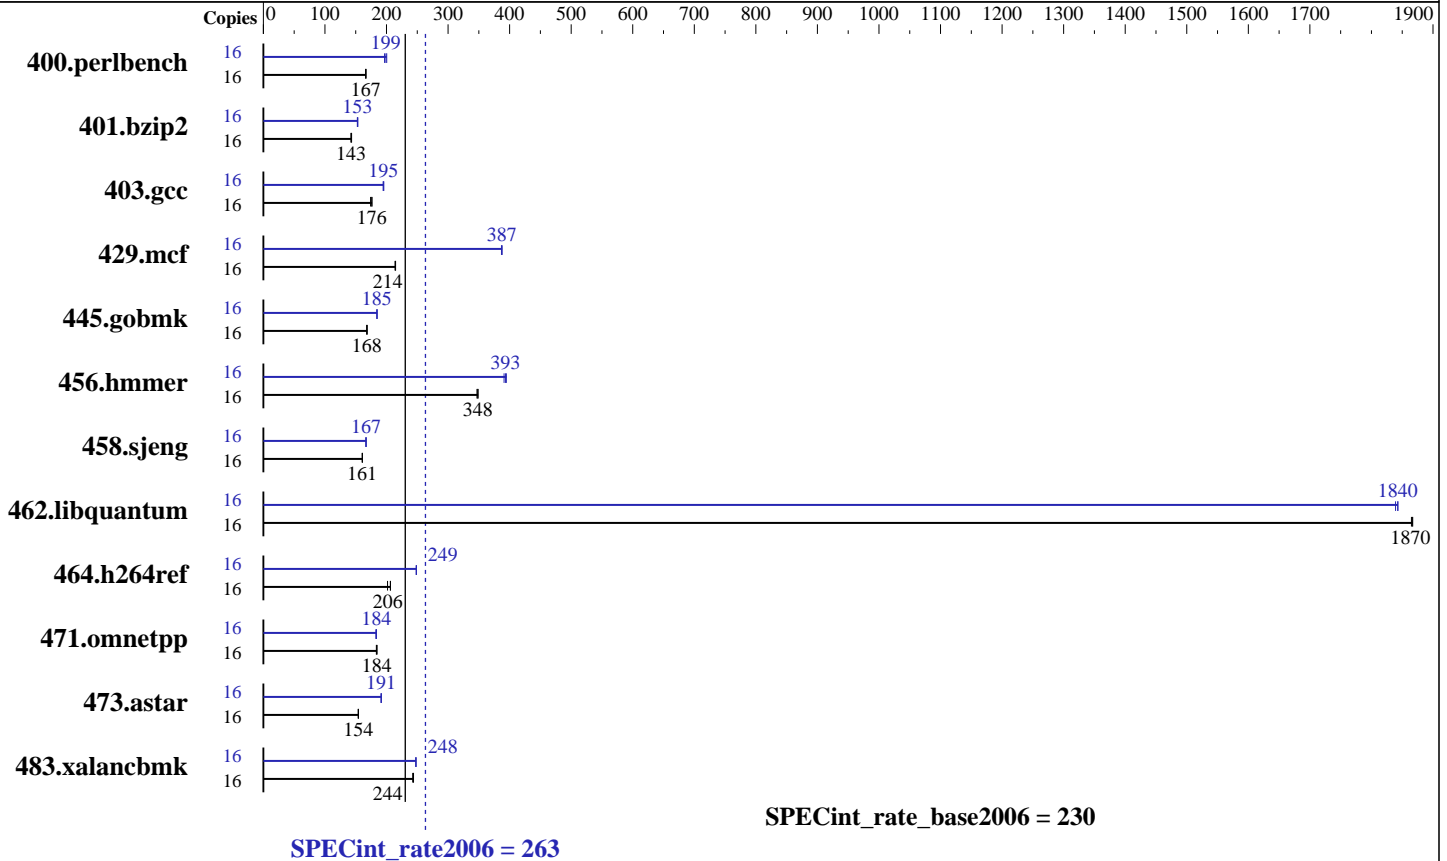 Copies 0 100 200 300 400 500 600 700 800 900 1000 1100 1200 1300 1400 1500 1600 1700 1900
400.perlbench 16 199
16 167
401.bzip2 16 153
16 143
403.gcc 16 195
16 176
429.mcf 16 387
16 214
445.gobmk 16 185
16 168
456.hmmer 16 393
16 348
458.sjeng 16 167
16 161
462.libquantum 16 1840
16 1870
464.h264ref 16 249
16 206
471.omnetpp 16 184
16 184
473.astar 16 191
16 154
483.xalancbmk 16 248
16 244
SPECint_rate_base2006 = 230
SPECint_rate2006 = 263